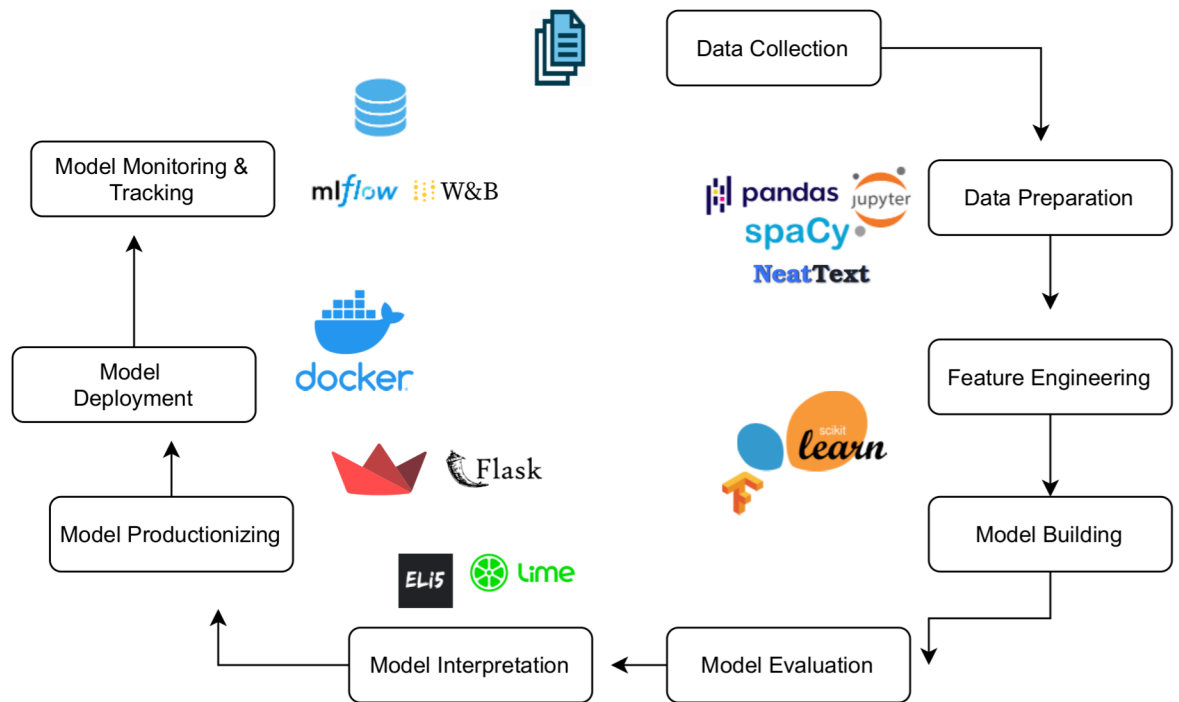 Data Collection
Model Monitoring &
Tracking
mlflow
W&B
pandas
jupyter
Data Preparation
spaCy
NeatText
docker
Model
Deployment
Feature Engineering
scikit
learn
Flask
Model Productionizing
Model Building
ELi5
Lime
Model Interpretation
Model Evaluation